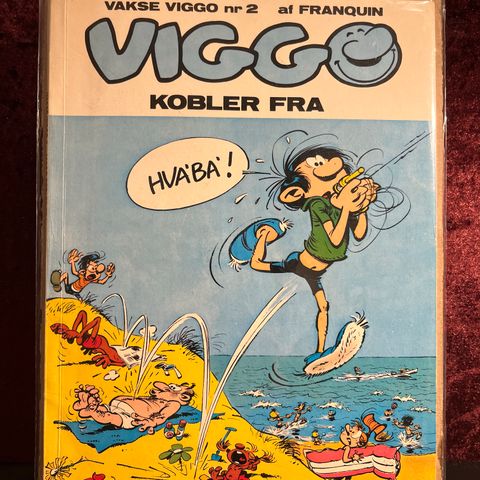 VAKSE VIGGO nr 2 af FRANQUIN
VIGGO
KOBLER FRA
HVA'BA'!